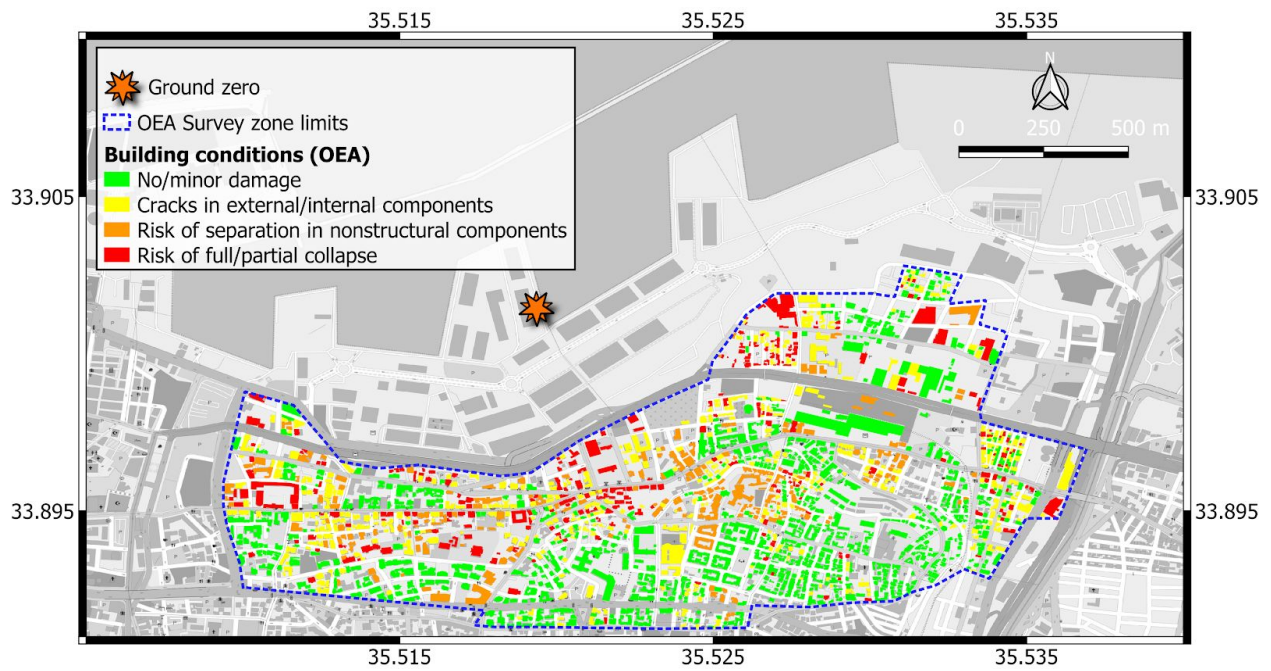 35.515 35.525 35.535
Ground zero
OEA Survey zone limits
Building conditions (OEA)
No/minor damage
Cracks in external/internal components
Risk of separation in nonstructural components
Risk of full/partial collapse
N
0 250 500 m
33.905 33.905
33.895 33.895
35.515 35.525 35.535